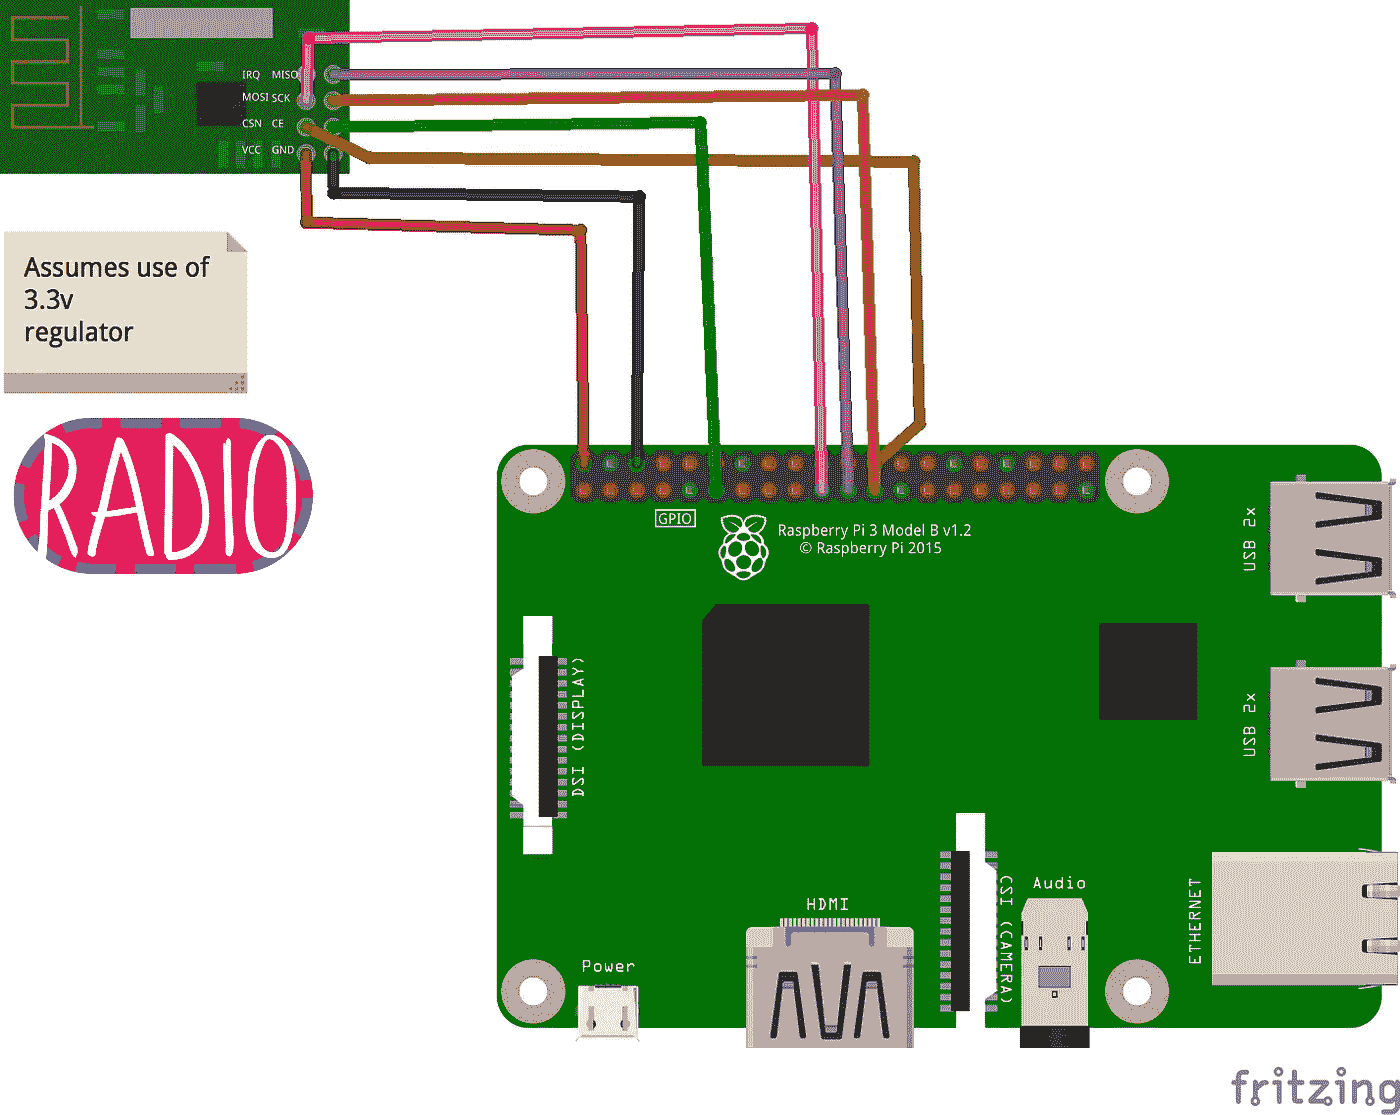 IRQ MISO
MOSI SCK
CSN CE
VCC GND
Assumes use of
3.3v
regulator
RADIO
GPIO
Raspberry Pi 3 Model B v1.2
© Raspberry Pi 2015
USB 2x
DSI (DISPLAY)
USB 2x
CSI (CAMERA)
Audio
ETHERNET
HDMI
Power
fritzing